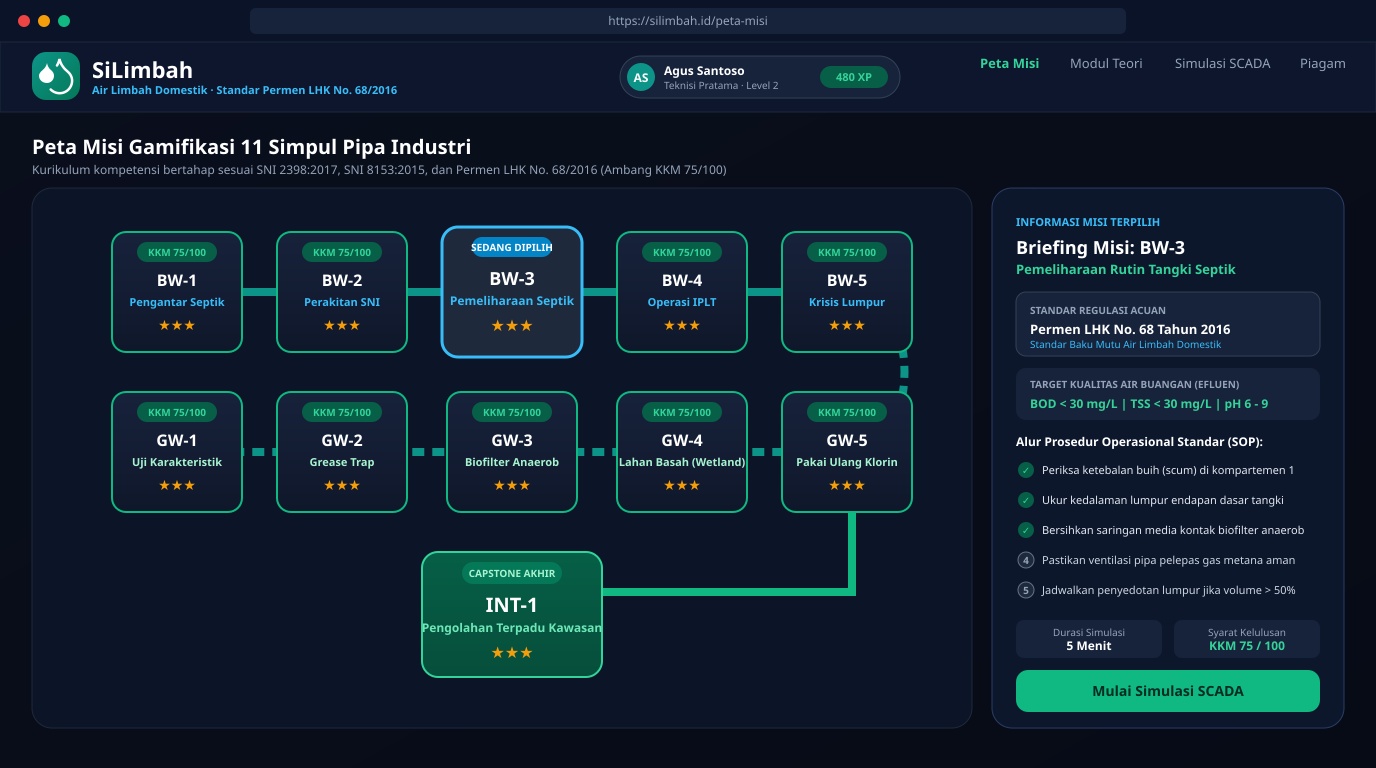 https://silimbah.id/peta-misi
SiLimbah
Air Limbah Domestik · Standar Permen LHK No. 68/2016
AS
Agus Santoso
Teknisi Pratama · Level 2
480 XP
Peta Misi
Modul Teori
Simulasi SCADA
Piagam
Peta Misi Gamifikasi 11 Simpul Pipa Industri
Kurikulum kompetensi bertahap sesuai SNI 2398:2017, SNI 8153:2015, dan Permen LHK No. 68/2016 (Ambang KKM 75/100)
KKM 75/100
BW-1
Pengantar Septik
★★★
KKM 75/100
BW-2
Perakitan SNI
★★★
SEDANG DIPILIH
BW-3
Pemeliharaan Septik
★★★
KKM 75/100
BW-4
Operasi IPLT
★★★
KKM 75/100
BW-5
Krisis Lumpur
★★★
KKM 75/100
GW-1
Uji Karakteristik
★★★
KKM 75/100
GW-2
Grease Trap
★★★
KKM 75/100
GW-3
Biofilter Anaerob
★★★
KKM 75/100
GW-4
Lahan Basah (Wetland)
★★★
KKM 75/100
GW-5
Pakai Ulang Klorin
★★★
CAPSTONE AKHIR
INT-1
Pengolahan Terpadu Kawasan
★★★
INFORMASI MISI TERPILIH
Briefing Misi: BW-3
Pemeliharaan Rutin Tangki Septik
STANDAR REGULASI ACUAN
Permen LHK No. 68 Tahun 2016
Standar Baku Mutu Air Limbah Domestik
TARGET KUALITAS AIR BUANGAN (EFLUEN)
BOD < 30 mg/L | TSS < 30 mg/L | pH 6 - 9
Alur Prosedur Operasional Standar (SOP):
✓ Periksa ketebalan buih (scum) di kompartemen 1
✓ Ukur kedalaman lumpur endapan dasar tangki
✓ Bersihkan saringan media kontak biofilter anaerob
4 Pastikan ventilasi pipa pelepas gas metana aman
5 Jadwalkan penyedotan lumpur jika volume > 50%
Durasi Simulasi
5 Menit
Syarat Kelulusan
KKM 75 / 100
Mulai Simulasi SCADA